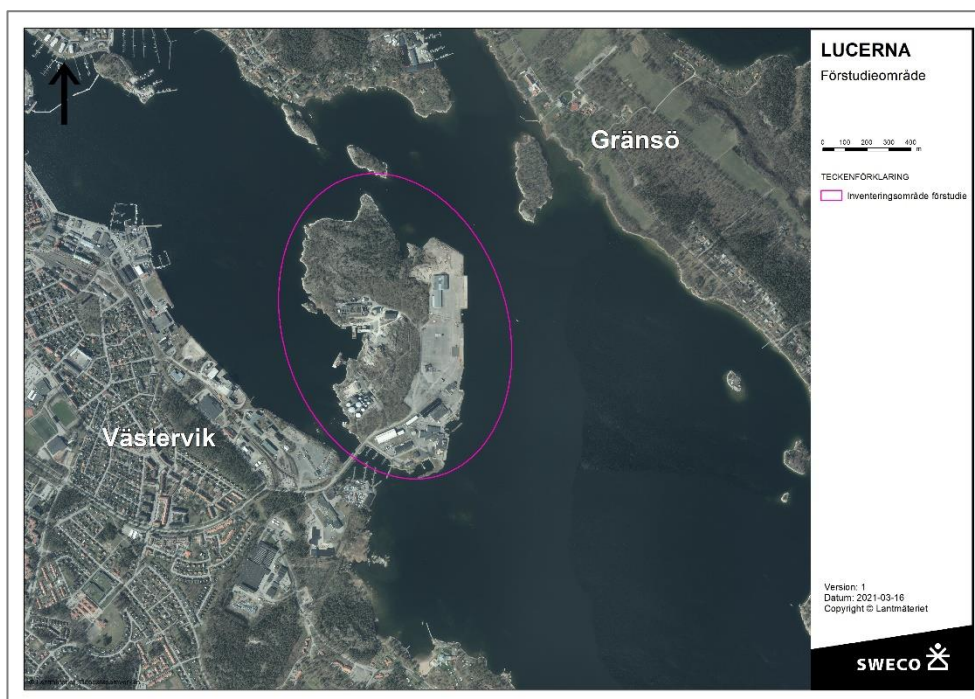 LUCERNA
Förstudieområde
0 100 200 300 400
m
TECKENFÖRKLARING
Inventeringsområde förstudie
Gränsö
Västervik
Version: 1
Datum: 2021-03-16
Copyright © Lantmäteriet
SWECO